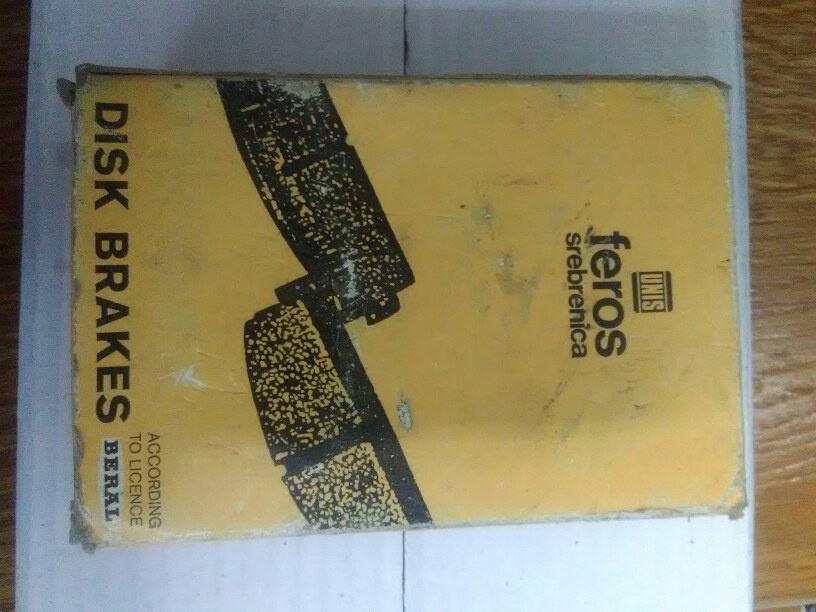 UNIS
feros
srebrenica
DISK BRAKES
ACCORDING
TO LICENCE
BERAL